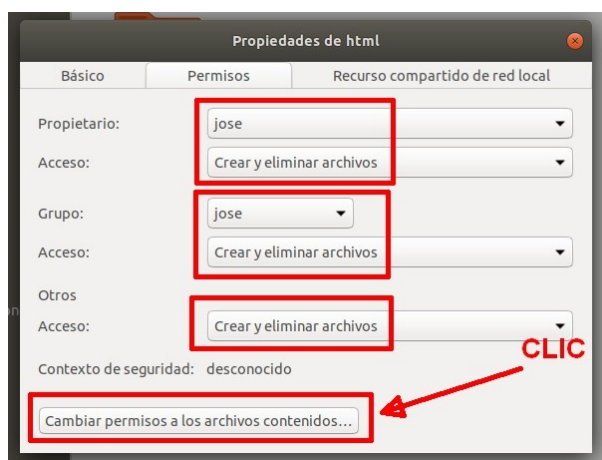 Propiedades de html
Básico Permisos Recurso compartido de red local
Propietario: jose
Acceso: Crear y eliminar archivos
Grupo: jose
Acceso: Crear y eliminar archivos
Otros
Acceso: Crear y eliminar archivos
CLIC
Contexto de seguridad: desconocido
Cambiar permisos a los archivos contenidos...